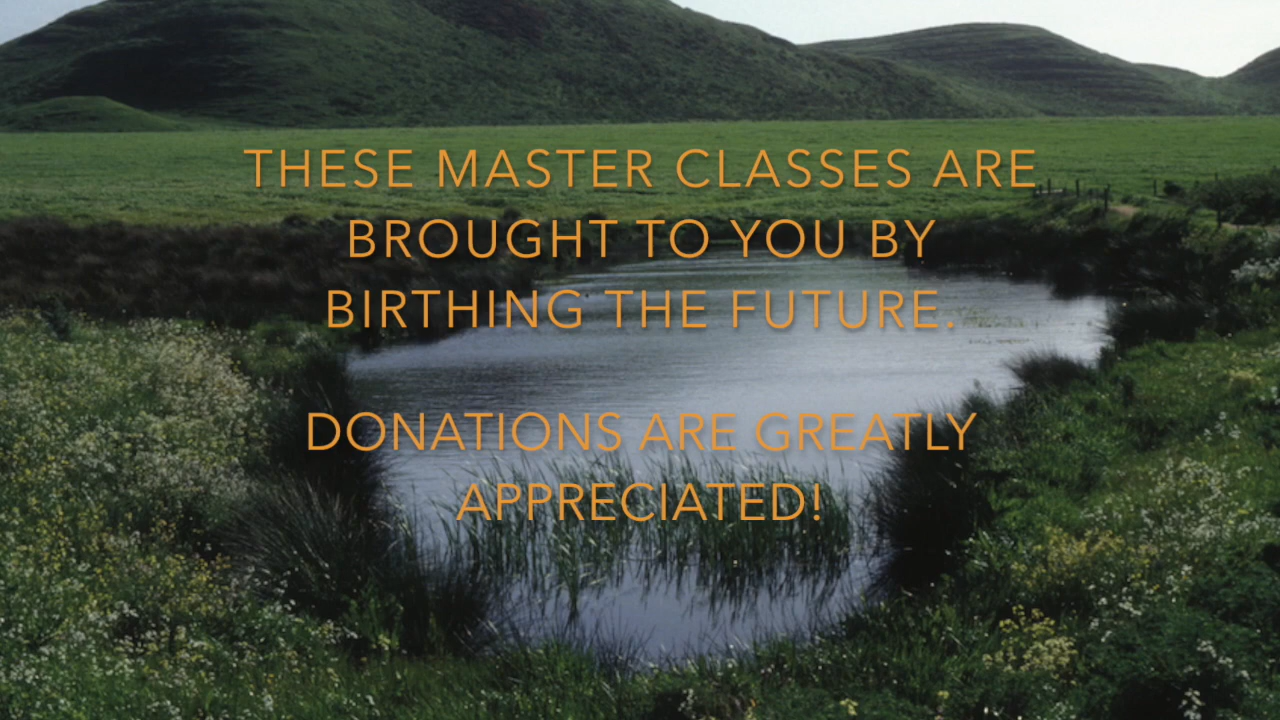 THESE MASTER CLASSES ARE
BROUGHT TO YOU BY
BIRTHING THE FUTURE.
DONATIONS ARE GREATLY
APPRECIATED!